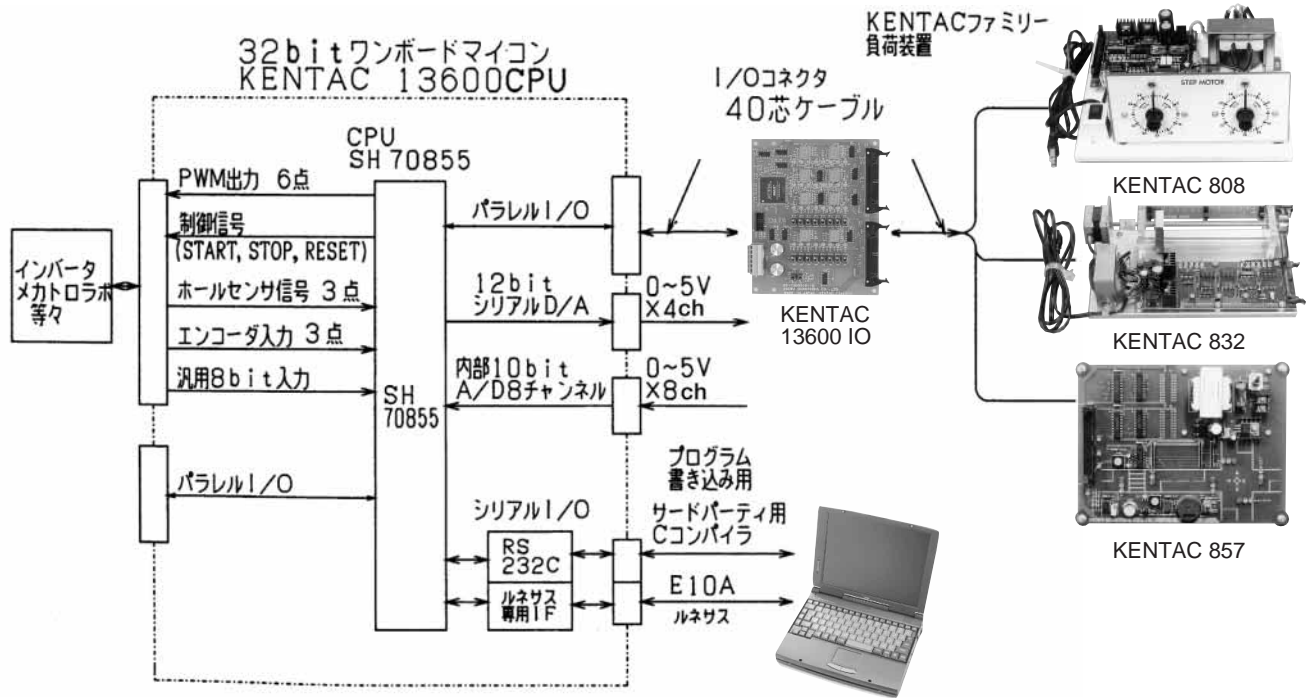 32bitワンボードマイコン
KENTAC 13600CPU
KENTACファミリー
負荷装置
I/Oコネクタ
40芯ケーブル
CPU
SH70855
PWM出力 6点
制御信号
(START, STOP, RESET)
ホールセンサ信号 3点
エンコーダ入力 3点
汎用8bit入力
インバータ
メカトロラボ
等々
パラレルI/O
SH
70855
パラレルI/O
12bit
シリアルD/A
0~5V
X4ch
内部10bit
A/D8チャンネル
0~5V
X8ch
シリアルI/O
RS
232C
ルネサス
専用IF
プログラム
書き込み用
サードパーティ用
Cコンパイラ
E10A
ルネサス
KENTAC
13600 IO
STEP MOTOR
KENTAC 808
KENTAC 832
KENTAC 857